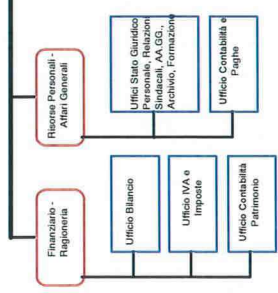 Risorse Personali -
Affari Generali
Uffici Stato Giuridico
Personale, Relazioni
Sindacali, AA.GG.,
Archivio, Formazione
Ufficio Contabilità e
Paghe
Finanziario -
Ragioneria
Ufficio Bilancio
Ufficio IVA e
Imposte
Ufficio Contabilità
Patrimonio